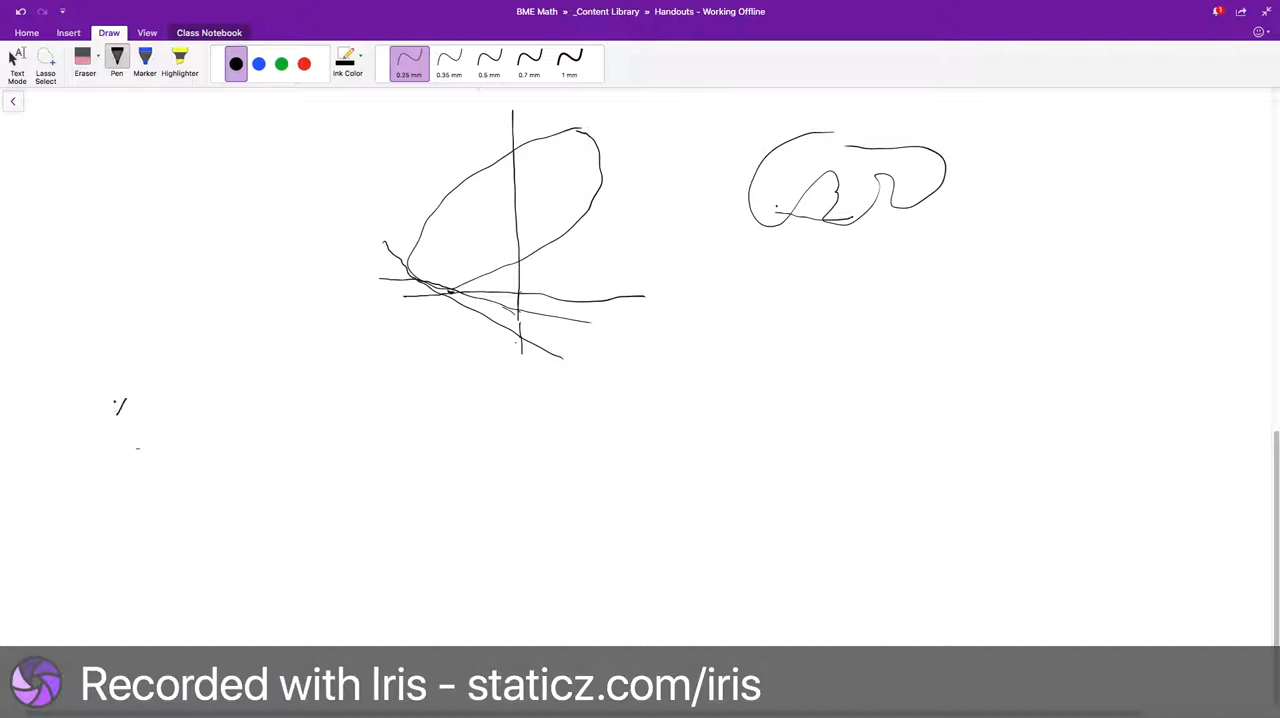 BME Math » _Content Library » Handouts - Working Offline
1
Home Insert Draw View Class Notebook
Text Mode
Lasso Select
Eraser
Pen
Marker
Highlighter
Ink Color
0.25 mm
0.35 mm
0.5 mm
0.7 mm
1 mm
Recorded with Iris - staticz.com/iris